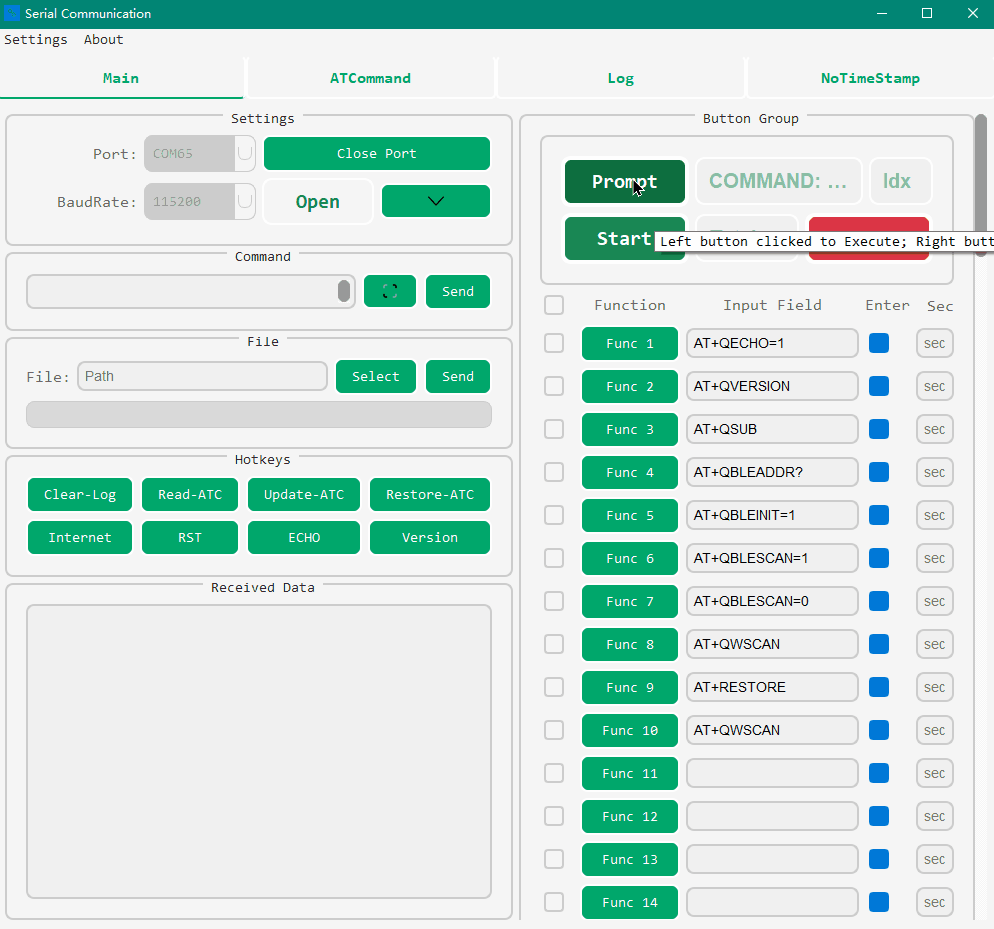 Serial Communication
Settings About
Main ATCommand Log NoTimeStamp
Settings
Port: COM65 Close Port
BaudRate: 115200 Open
Command
Send
File
File: Path Select Send
Hotkeys
Clear-Log Read-ATC Update-ATC Restore-ATC
Internet RST ECHO Version
Received Data
Button Group
Prompt COMMAND: ... Idx
Start
Left button clicked to Execute; Right butt
Function Input Field Enter Sec
Func 1 AT+QECHO=1 sec
Func 2 AT+QVERSION sec
Func 3 AT+QSUB sec
Func 4 AT+QBLEADDR? sec
Func 5 AT+QBLEINIT=1 sec
Func 6 AT+QBLESCAN=1 sec
Func 7 AT+QBLESCAN=0 sec
Func 8 AT+QWSCAN sec
Func 9 AT+RESTORE sec
Func 10 AT+QWSCAN sec
Func 11 sec
Func 12 sec
Func 13 sec
Func 14 sec